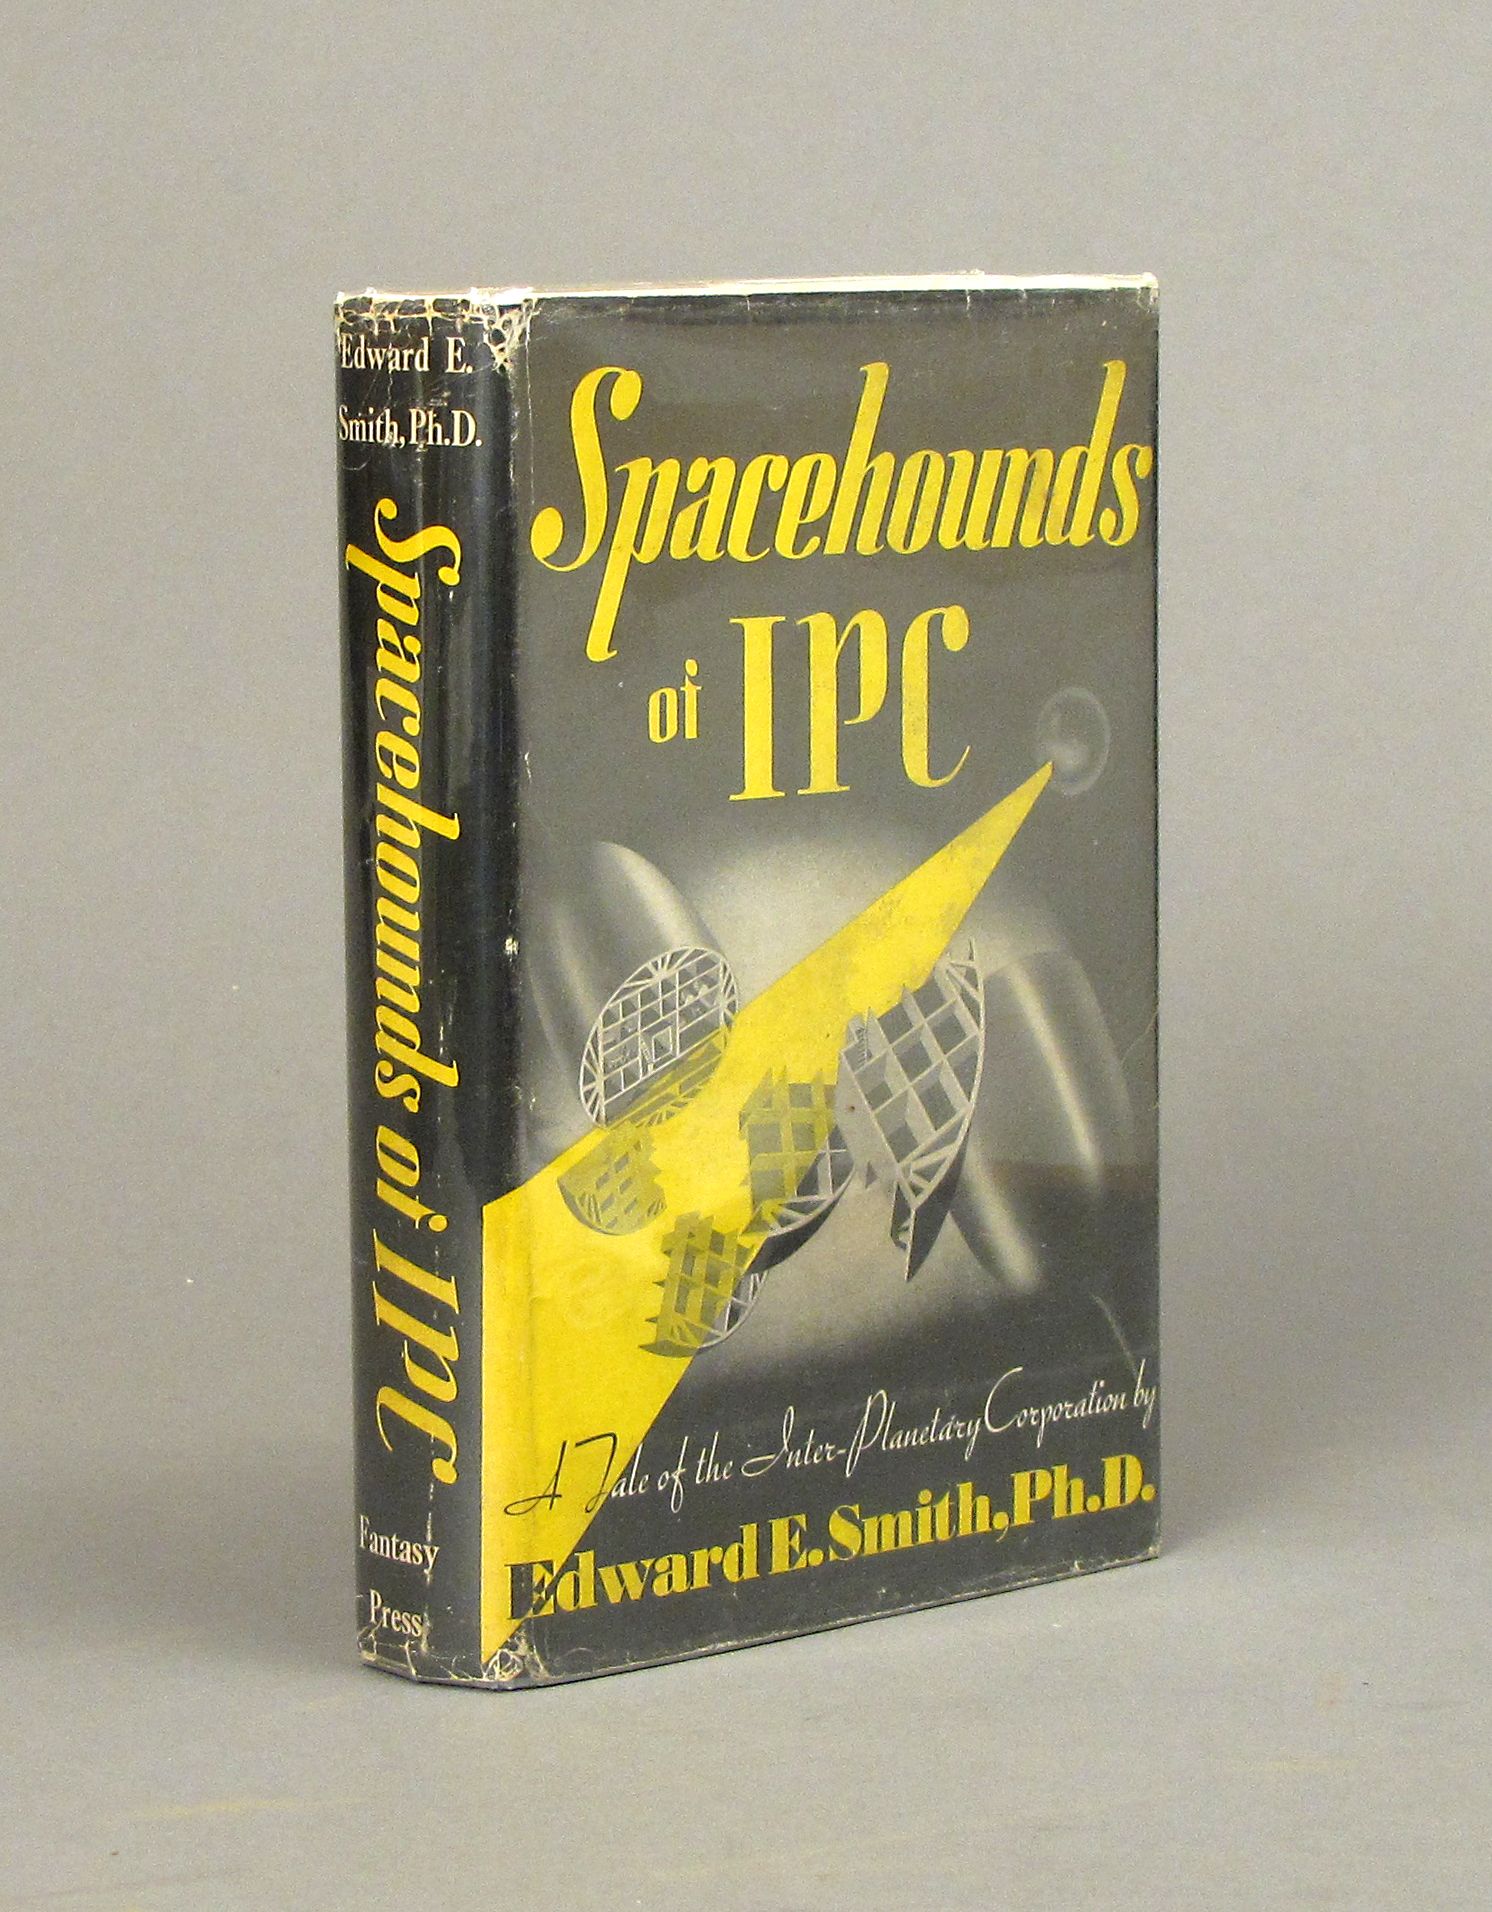 Edward E.
Smith, Ph.D.
Spacehounds of IPC
Fantasy
Press
Spacehounds
of IPC
A Tale of the Inter-Planetary Corporation by
Edward E. Smith, Ph.D.